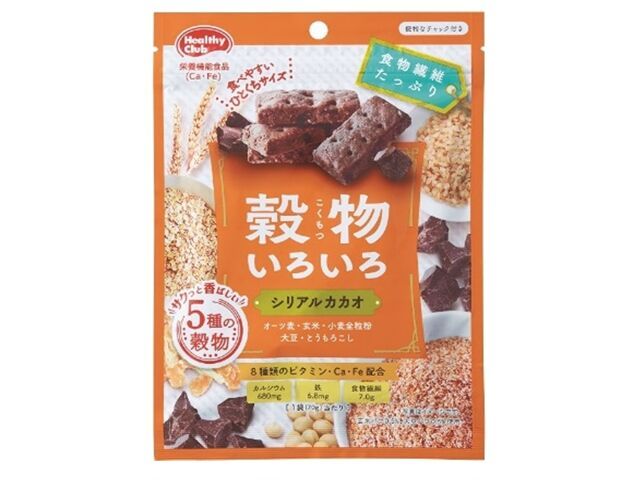 Healthy Club
栄養機能食品
(Ca・Fe)
便利なチャック付き
食べやすい
ひとくちサイズ
食物繊維
たっぷり
穀物
こくもつ
いろいろ
シリアルカカオ
オーツ麦・玄米・小麦全粒粉
大豆・とうもろこし
サクっと香ばしい
5種の
穀物
8種類のビタミン・Ca・Fe配合
カルシウム
680mg
鉄
6.8mg
食物繊維
7.0g
【1袋(70g)当たり】